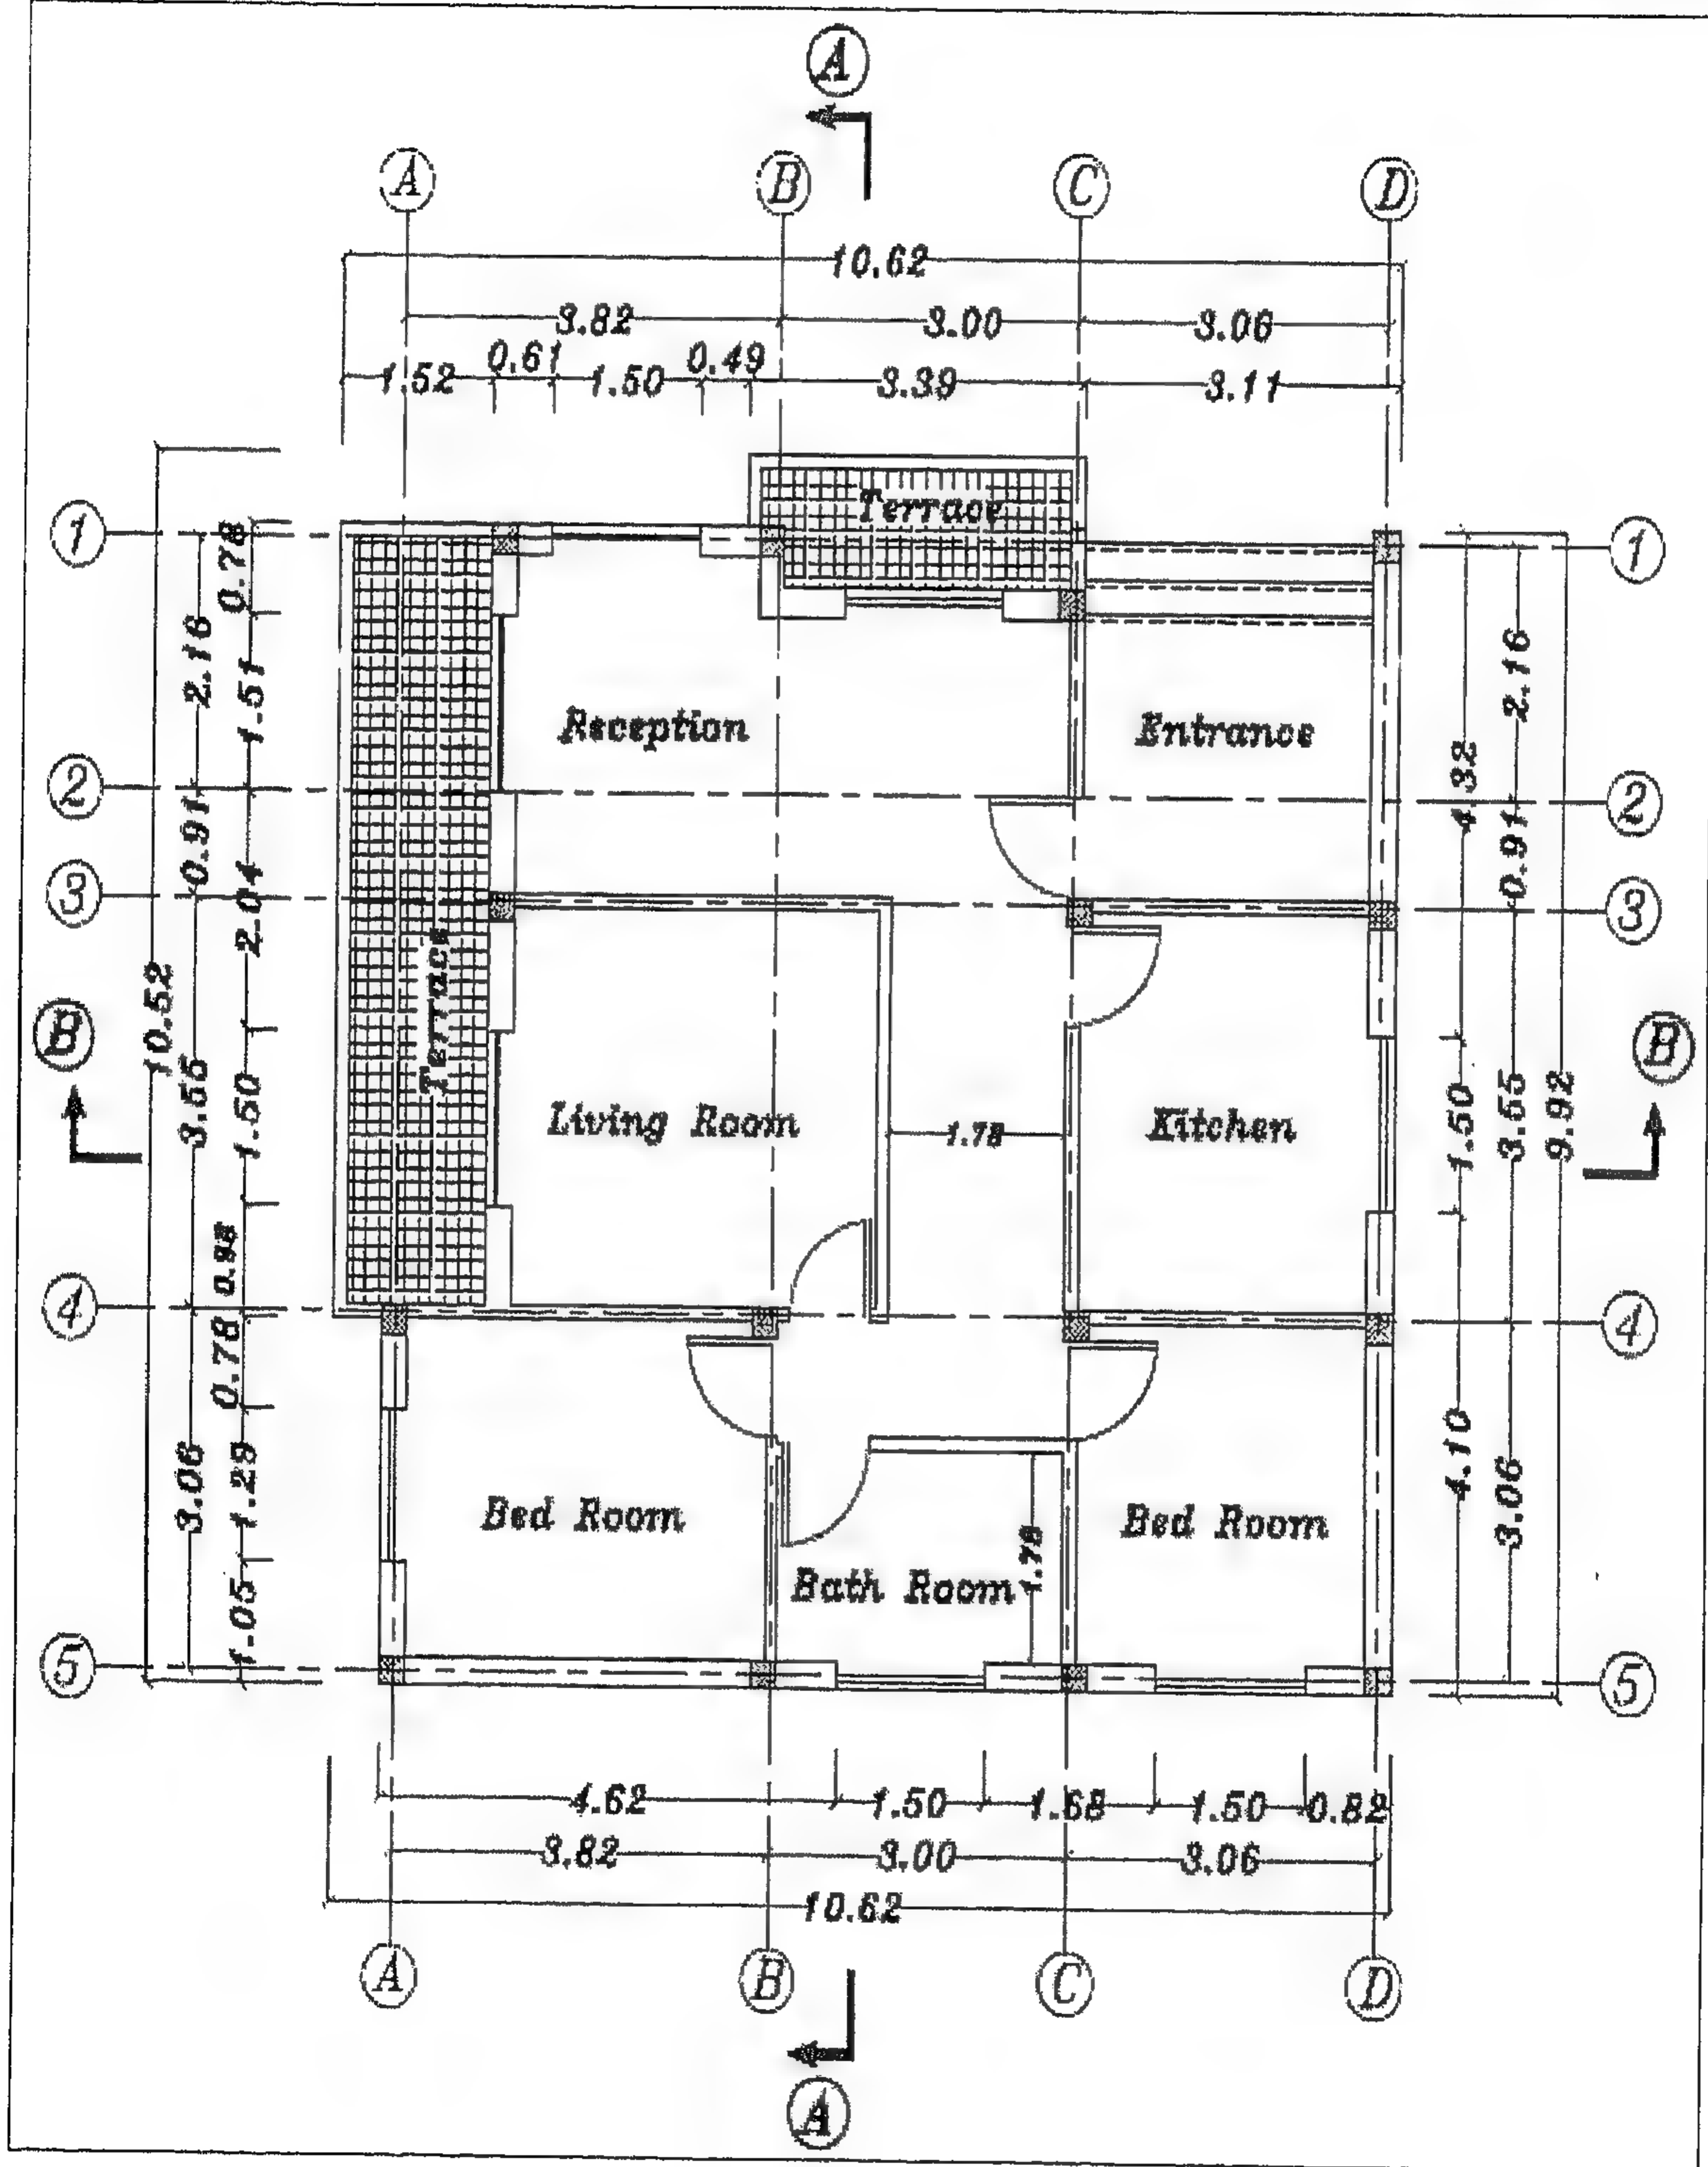 A
A B C D
10.62
3.82 3.00 3.06
0.61 0.49
1.52 1.50 3.39 3.11
Terrace
1 1
0.78
2.16 2.16
1.51
Reception Entrance
4.32
2 2
0.91 0.91
2.04
3 3
Terrace
10.52
B B
3.55 3.55
1.50 1.50
9.92
Living Room 1.78 Kitchen
0.98
4 4
0.78
4.10
3.06 3.06
1.29
Bed Room Bed Room
1.78
Bath Room
1.05
5 5
4.62 1.50 1.68 1.50 0.82
3.82 3.00 3.06
10.62
A B C D
A